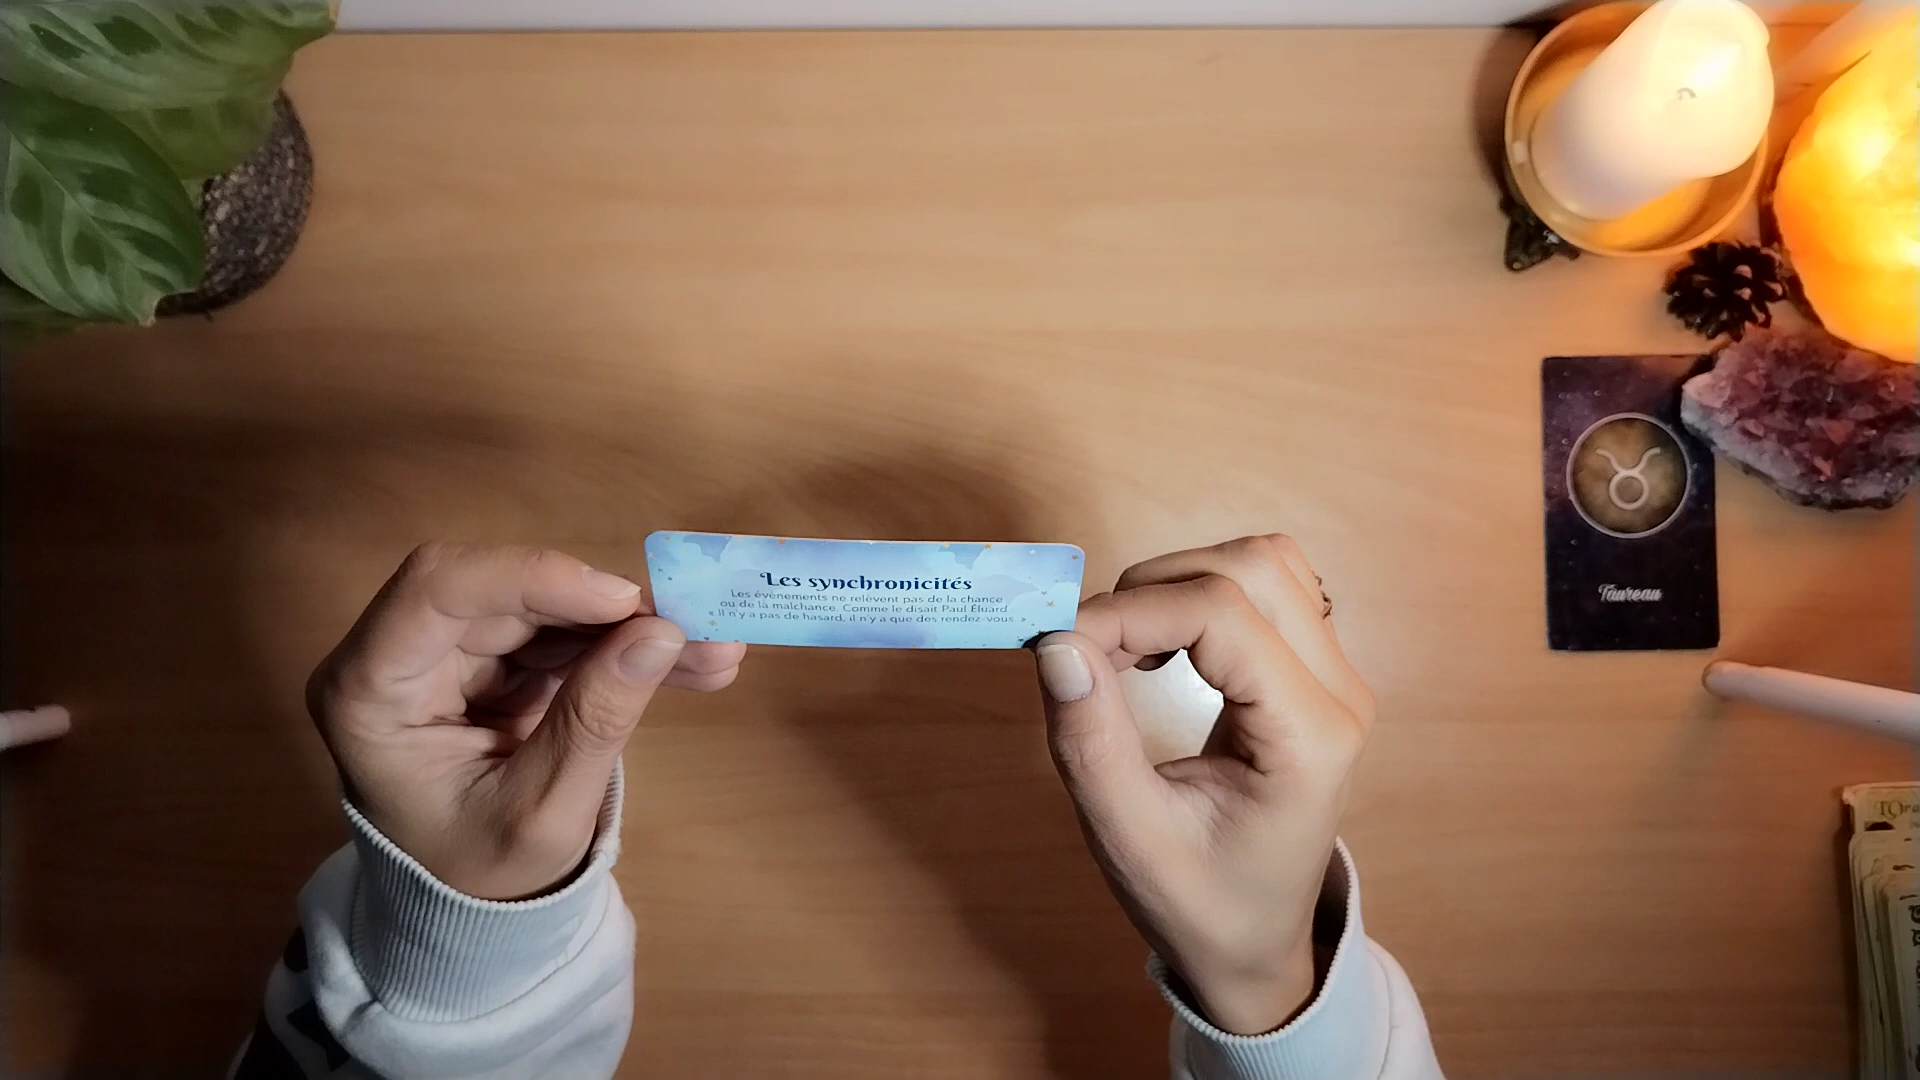 Les synchronicités
Les événements ne relèvent pas de la chance
ou de la malchance. Comme le disait Paul Éluard
« Il n'y a pas de hasard, il n'y a que des rendez-vous. »
Taureau